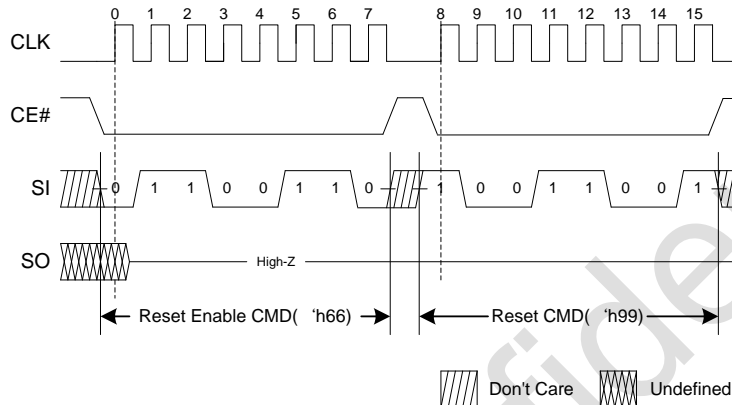 0 1 2 3 4 5 6 7 8 9 10 11 12 13 14 15
CLK
CE#
SI 0 1 1 0 0 1 1 0 1 0 0 1 1 0 0 1
SO High-Z
Reset Enable CMD( 'h66) Reset CMD( 'h99)
Don't Care Undefined